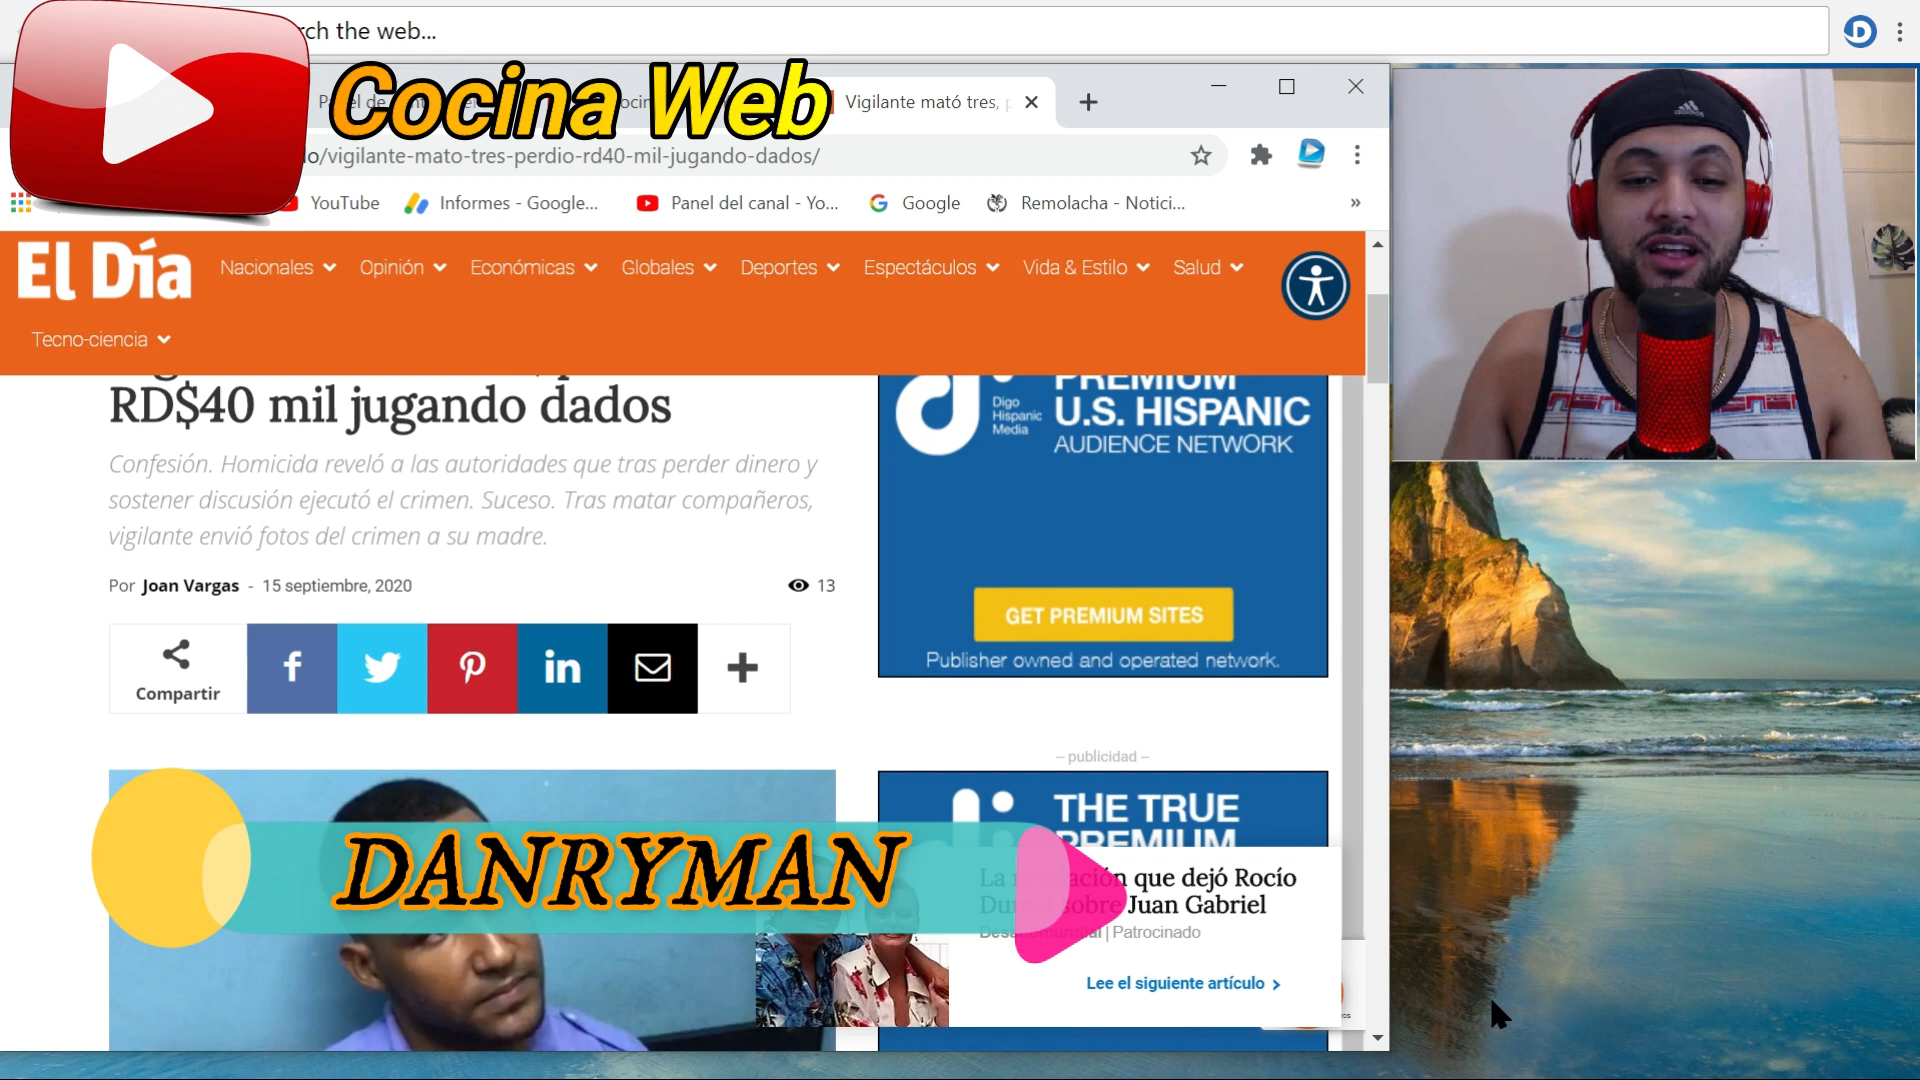 rch the web...
Cocina Web
Vigilante mató tres, p
/vigilante-mato-tres-perdio-rd40-mil-jugando-dados/
YouTube
Informes - Google...
Panel del canal - Yo...
Google
Remolacha - Notici...
»
El Día
Nacionales
Opinión
Económicas
Globales
Deportes
Espectáculos
Vida & Estilo
Salud
Tecno-ciencia
RD$40 mil jugando dados
Confesión. Homicida reveló a las autoridades que tras perder dinero y
sostener discusión ejecutó el crimen. Suceso. Tras matar compañeros,
vigilante envió fotos del crimen a su madre.
Por Joan Vargas - 15 septiembre, 2020
13
Compartir
Digo
Hispanic
Media
PREMIUM
U.S. HISPANIC
AUDIENCE NETWORK
GET PREMIUM SITES
Publisher owned and operated network.
– publicidad –
THE TRUE
PREMIUM
DANRYMAN
La que dejó Rocío
sobre Juan Gabriel
| Patrocinado
Lee el siguiente artículo >